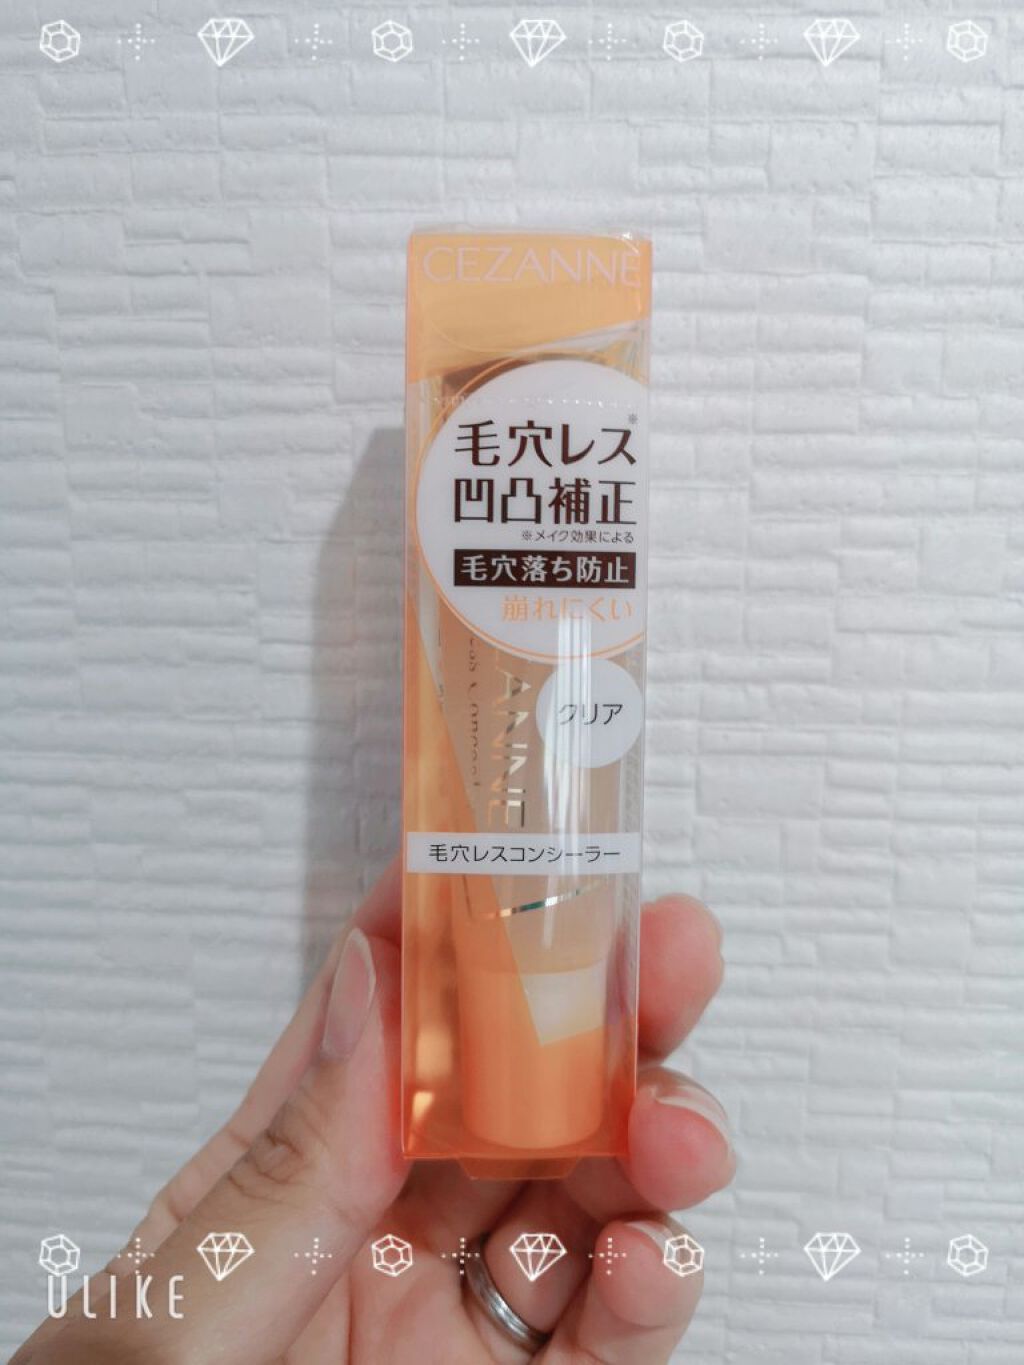 CEZANNE
毛穴レス※
凹凸補正
※メイク効果による
毛穴落ち防止
崩れにくい
クリア
毛穴レスコンシーラー
ULIKE